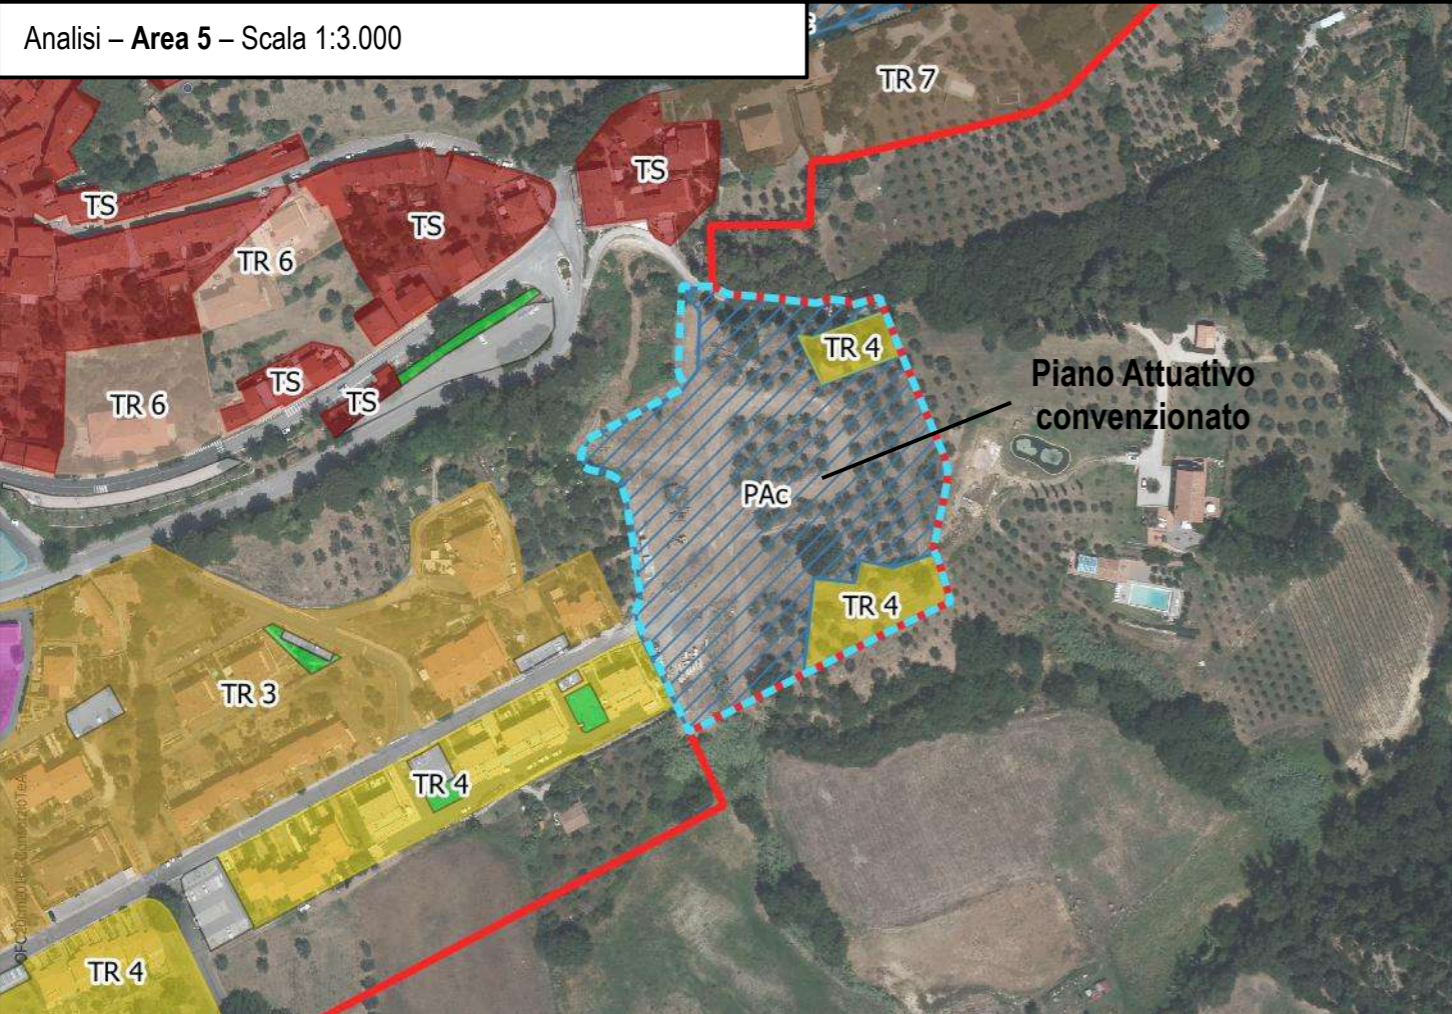 Analisi – Area 5 – Scala 1:3.000
TR 7
TS
TS
TS
TR 6
TR 4
TS
TS
TR 6
Piano Attuativo
convenzionato
PAc
TR 4
TR 3
TR 4
TR 4